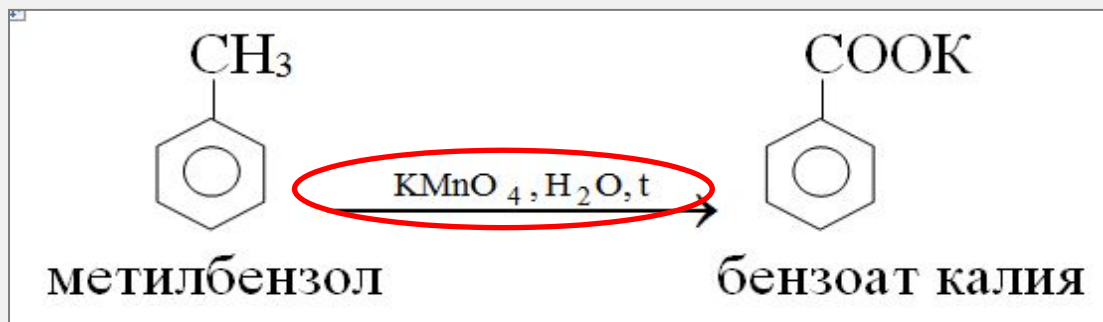 CH₃
COOK
KMnO ₄ , H ₂ O, t
метилбензол
бензоат калия